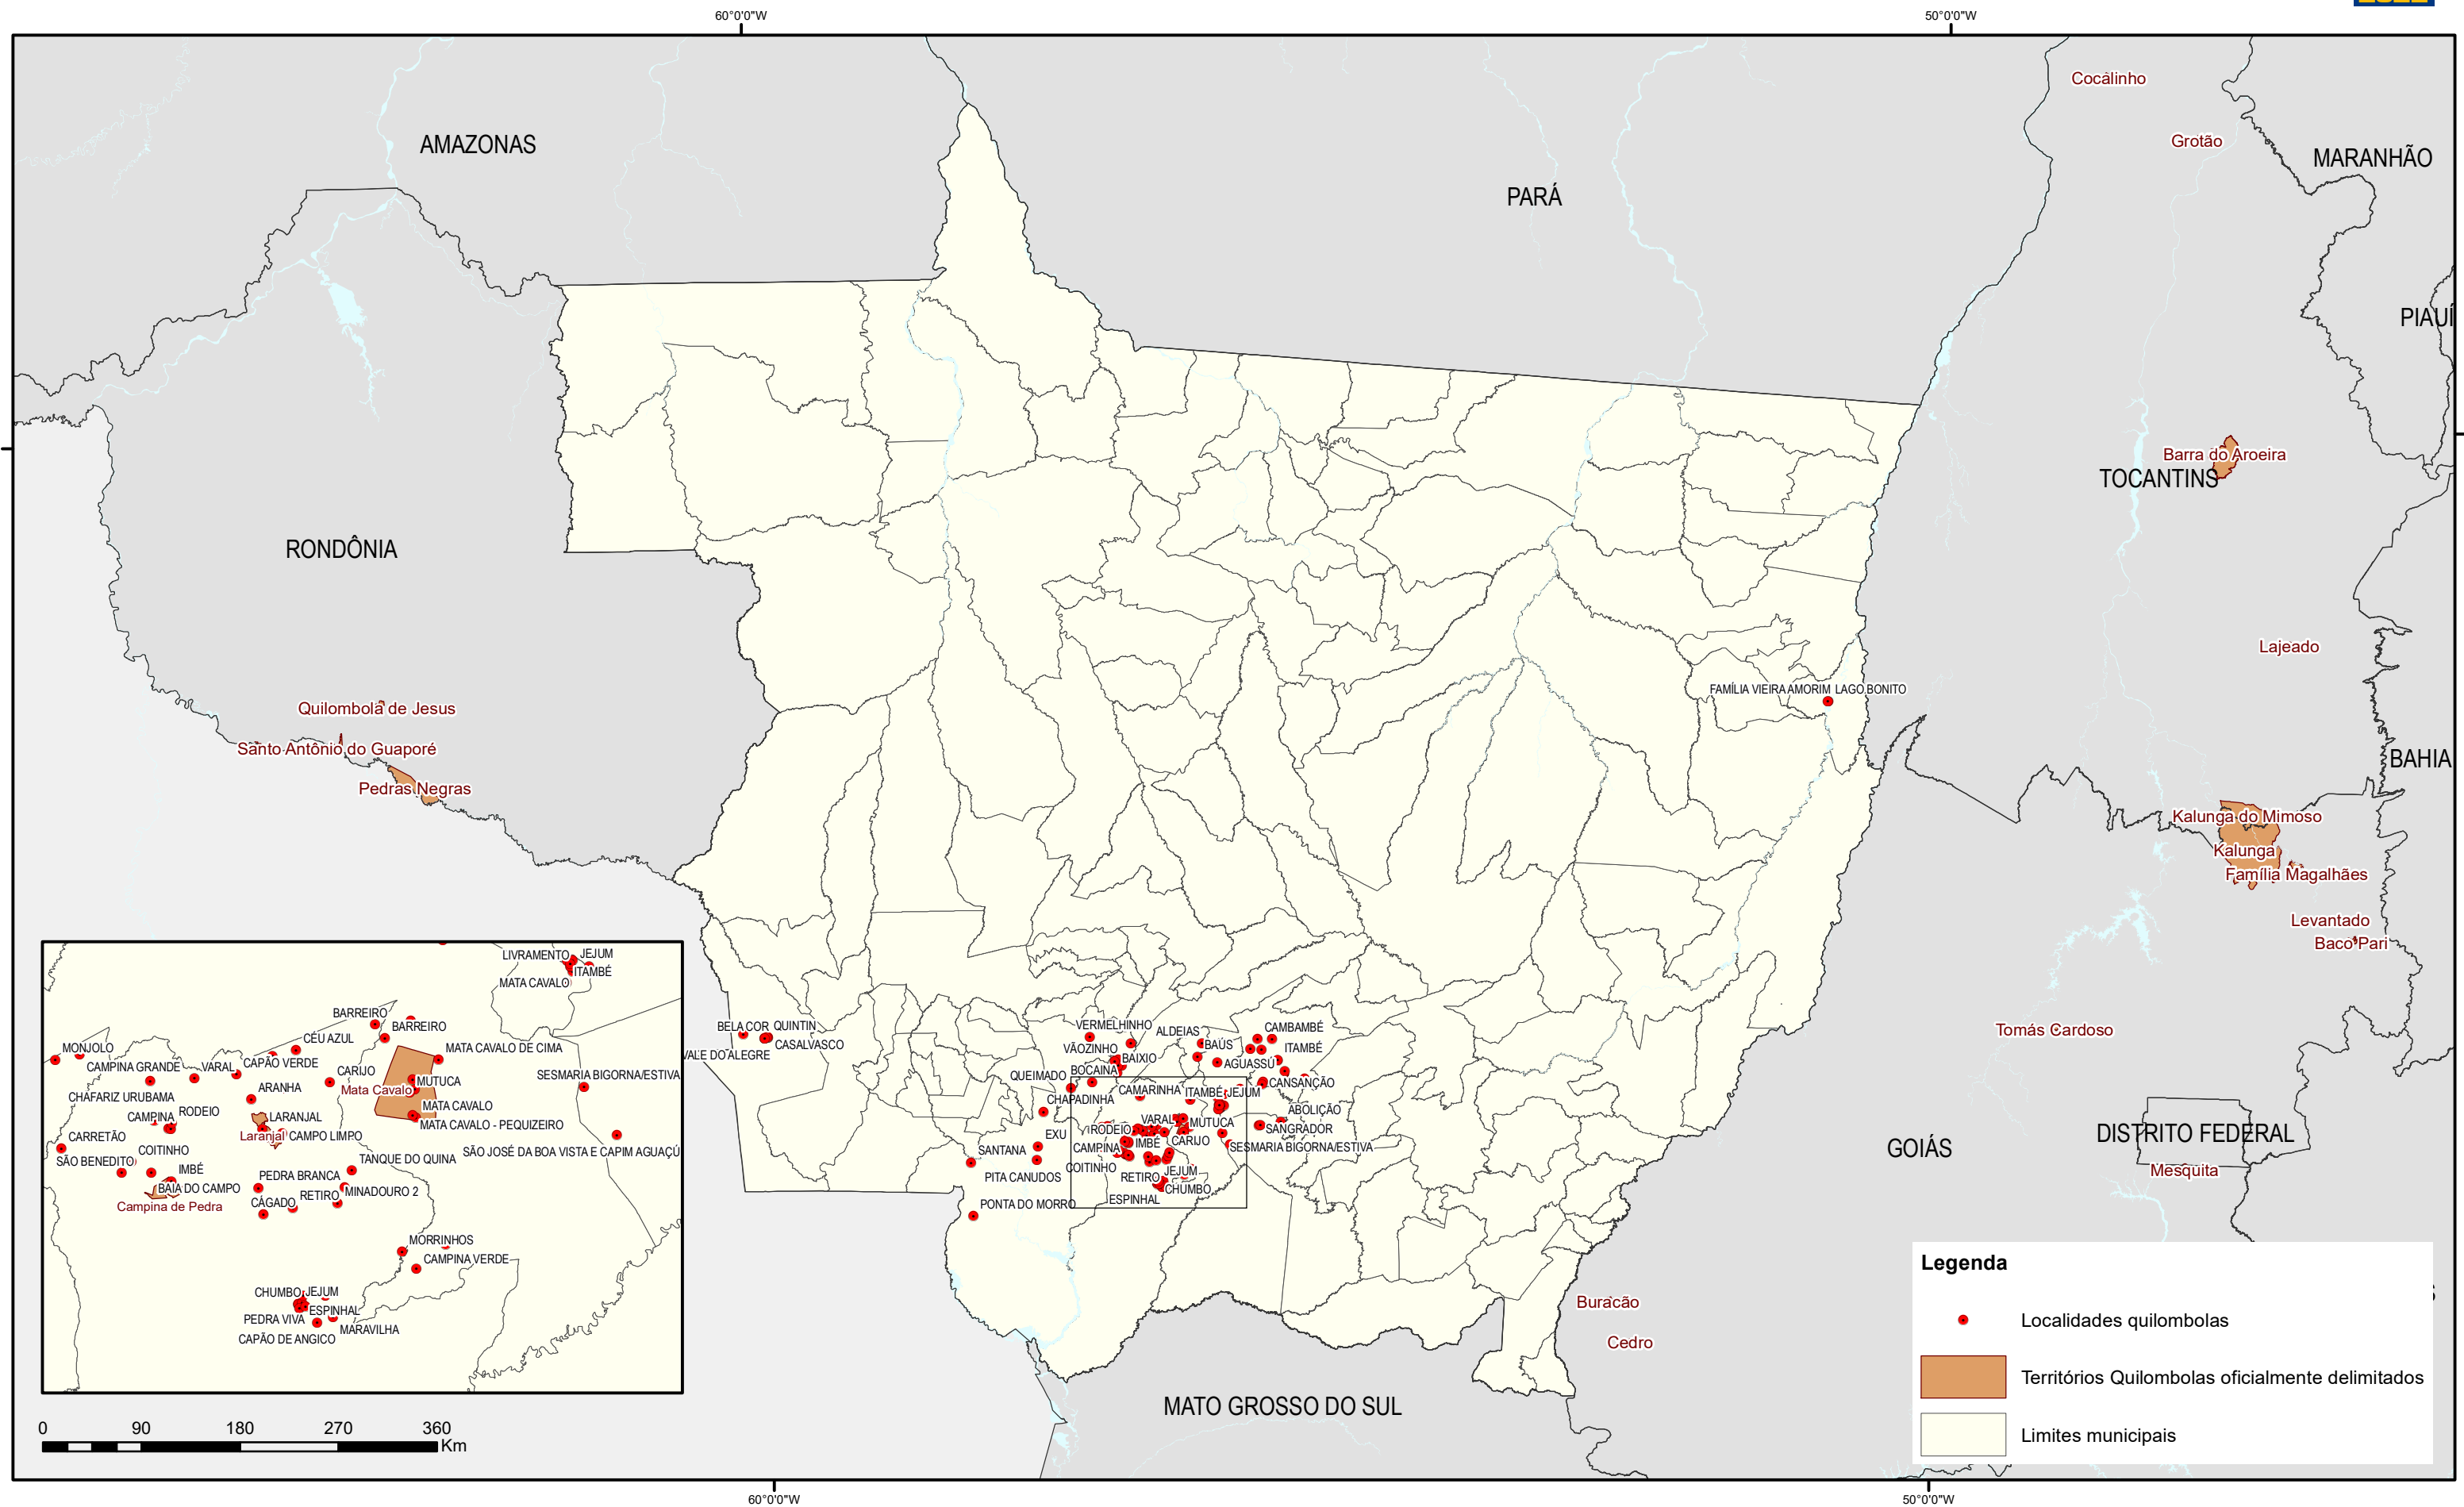 60°0'0"W
50°0'0"W
Cocalinho
AMAZONAS
Grotão
MARANHÃO
PARÁ
PIAUÍ
Barra do Aroeira
TOCANTINS
RONDÔNIA
Lajeado
FAMÍLIA VIEIRA AMORIM LAGO BONITO
Quilombola de Jesus
Santo Antônio do Guaporé
Pedras Negras
BAHIA
Kalunga do Mimoso
Kalunga
Família Magalhães
Levantado
Baco Pari
Tomás Cardoso
LIVRAMENTO
JEJUM
ITAMBÉ
MATA CAVALO
BARREIRO
BARREIRO
CÉU AZUL
MATA CAVALO DE CIMA
MONJOLO
CAMPINA GRANDE
VARAL
CAPÃO VERDE
CARIJO
SESMARIA BIGORNA/ESTIVA
MUTUCA
Mata Cavalo
ARANHA
CHAFARIZ URUBAMA
MATA CAVALO
RODEIO
CAMPINA
LARANJAL
MATA CAVALO - PEQUIZEIRO
CARRETÃO
Laranjal
CAMPO LIMPO
COITINHO
SÃO JOSÉ DA BOA VISTA E CAPIM AGUAÇÚ
SÃO BENEDITO
TANQUE DO QUINA
IMBÉ
PEDRA BRANCA
BAIA DO CAMPO
RETIRO
MINADOURO 2
CÁGADO
Campina de Pedra
MORRINHOS
CAMPINA VERDE
CHUMBO
JEJUM
ESPINHAL
PEDRA VIVA
MARAVILHA
CAPÃO DE ANGICO
BELA COR
QUINTIN
CASALVASCO
VALE DO ALEGRE
VERMELHINHO
ALDEIAS
CAMBAMBÉ
VÃOZINHO
BAÚS
ITAMBÉ
BAIXIO
AGUASSÚ
BOCAINA
QUEIMADO
CANSANÇÃO
CAMARINHA
ITAMBÉ
JEJUM
CHAPADINHA
ABOLIÇÃO
VARAL
MUTUCA
SANGRADOR
RODEIO
EXU
IMBÉ
CARIJO
CAMPINA
SESMARIA BIGORNA/ESTIVA
SANTANA
COITINHO
JEJUM
PITA CANUDOS
RETIRO
CHUMBO
ESPINHAL
PONTA DO MORRO
GOIÁS
DISTRITO FEDERAL
Mesquita
Buracão
Cedro
MATO GROSSO DO SUL
Legenda
Localidades quilombolas
Territórios Quilombolas oficialmente delimitados
Limites municipais
0 90 180 270 360
Km
60°0'0"W
50°0'0"W